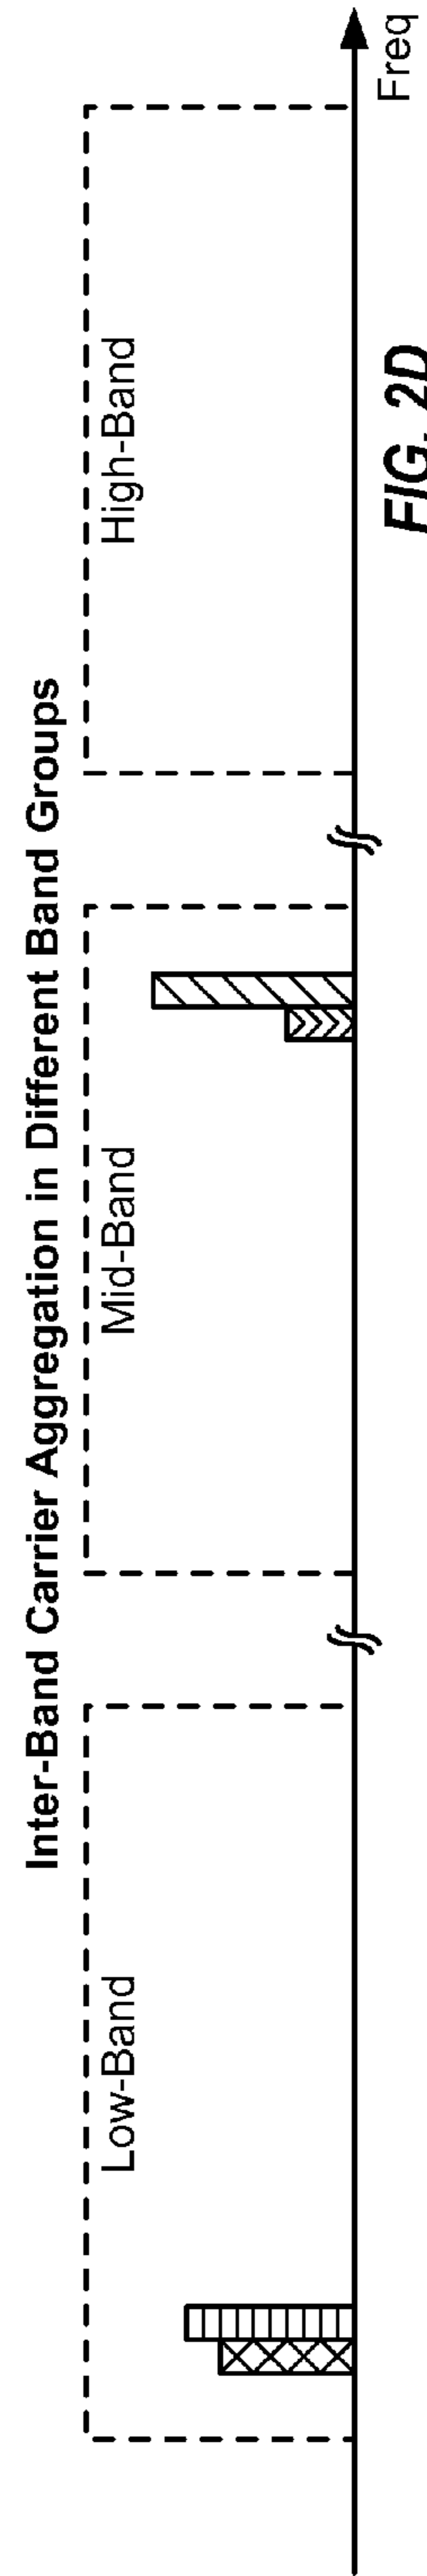 Inter-Band Carrier Aggregation in Different Band Groups
Low-Band
Mid-Band
High-Band
Freq
FIG. 2D